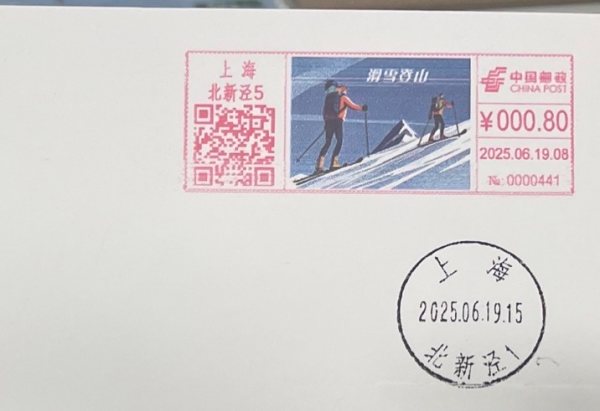 上海
北新泾5
滑雪登山
中国邮政
CHINA POST
¥000.80
2025.06.19.08
№: 0000441
上海
2025.06.19.15
北新泾1